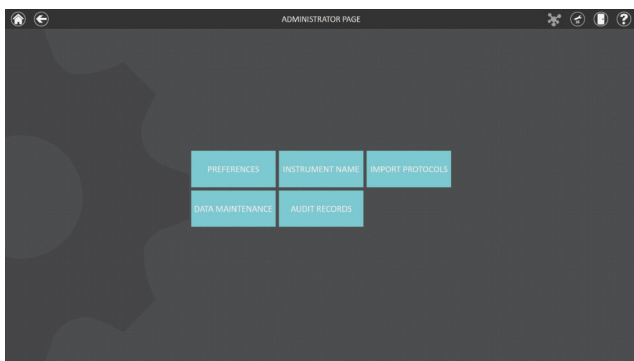 ADMINISTRATOR PAGE
?
PREFERENCES INSTRUMENT NAME IMPORT PROTOCOLS
DATA MAINTENANCE AUDIT RECORDS